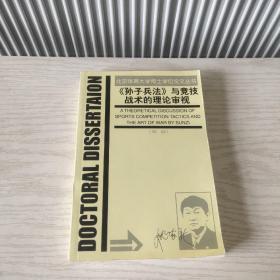 北京体育大学博士学位论文丛书
《孙子兵法》与竞技
战术的理论审视
A THEORETICAL DISCUSSION OF
SPORTS COMPETITION TACTICS AND
THE ART OF WAR BY SUNZI
DOCTORAL DISSERTAION